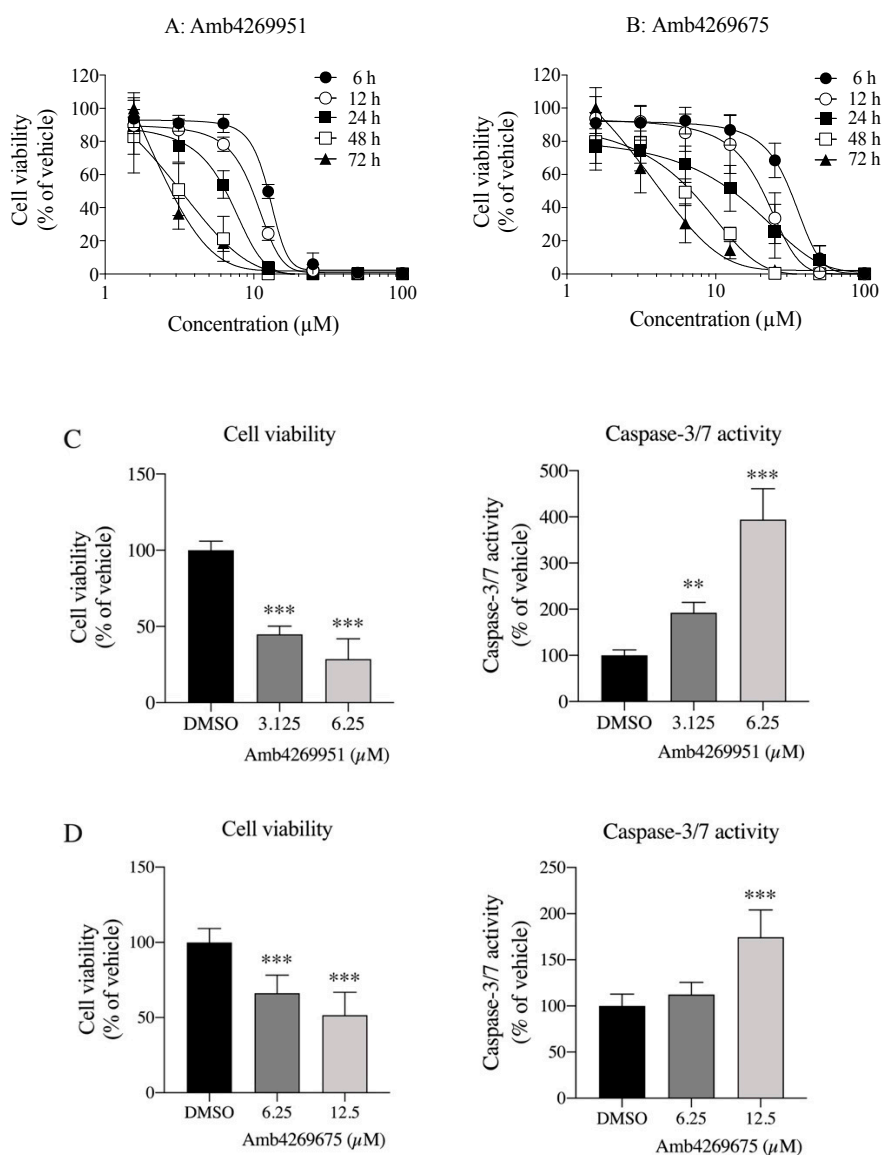 A: Amb4269951
B: Amb4269675
Cell viability
(% of vehicle)
120
100
80
60
40
20
0
1
10
100
Concentration (µM)
6 h
12 h
24 h
48 h
72 h
Cell viability
(% of vehicle)
120
100
80
60
40
20
0
1
10
100
Concentration (µM)
6 h
12 h
24 h
48 h
72 h
C
Cell viability
Cell viability
(% of vehicle)
150
100
50
0
***
***
DMSO 3.125 6.25
Amb4269951 (µM)
Caspase-3/7 activity
Caspase-3/7 activity
(% of vehicle)
500
400
300
200
100
0
**
***
DMSO 3.125 6.25
Amb4269951 (µM)
D
Cell viability
Cell viability
(% of vehicle)
150
100
50
0
***
***
DMSO 6.25 12.5
Amb4269675 (µM)
Caspase-3/7 activity
Caspase-3/7 activity
(% of vehicle)
250
200
150
100
50
0
***
DMSO 6.25 12.5
Amb4269675 (µM)